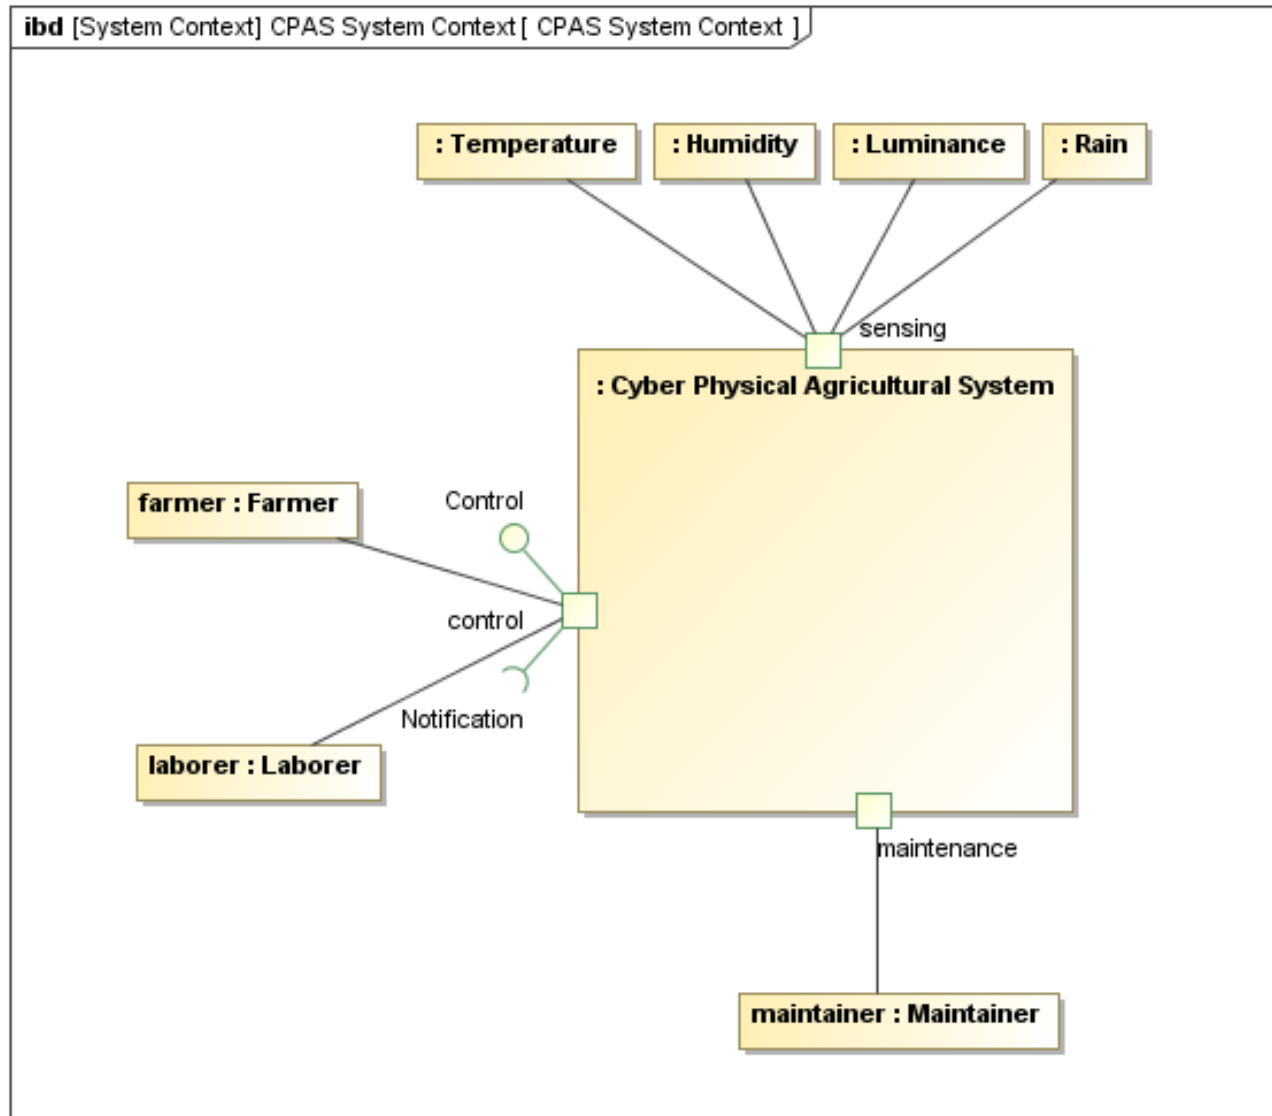 ibd [System Context] CPAS System Context [ CPAS System Context ]
: Temperature
: Humidity
: Luminance
: Rain
sensing
: Cyber Physical Agricultural System
farmer : Farmer
Control
control
Notification
laborer : Laborer
maintenance
maintainer : Maintainer